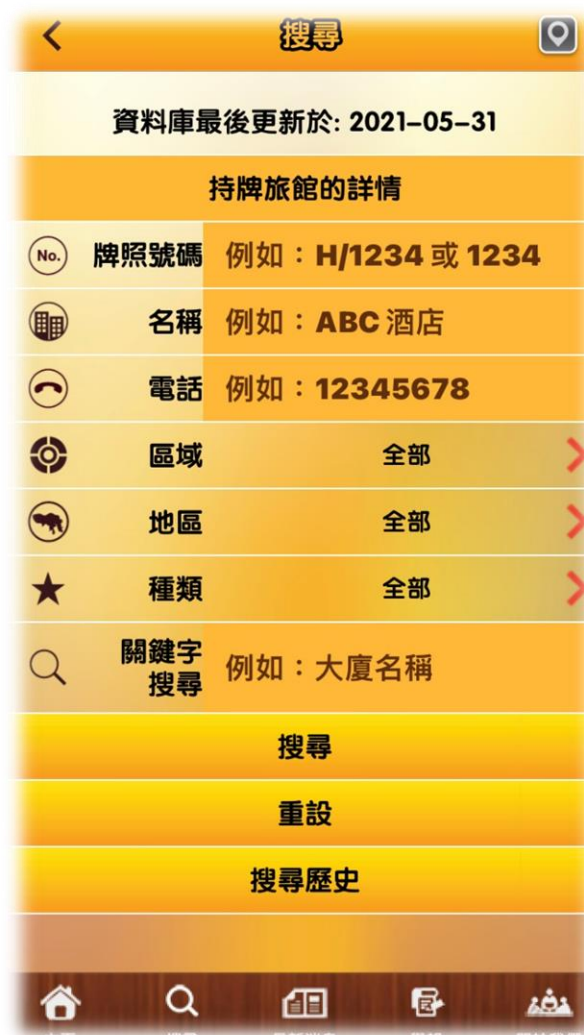 搜尋
資料庫最後更新於: 2021-05-31
持牌旅館的詳情
No. 牌照號碼 例如：H/1234 或 1234
名稱 例如：ABC 酒店
電話 例如：12345678
區域 全部
地區 全部
種類 全部
關鍵字
搜尋 例如：大廈名稱
搜尋
重設
搜尋歷史